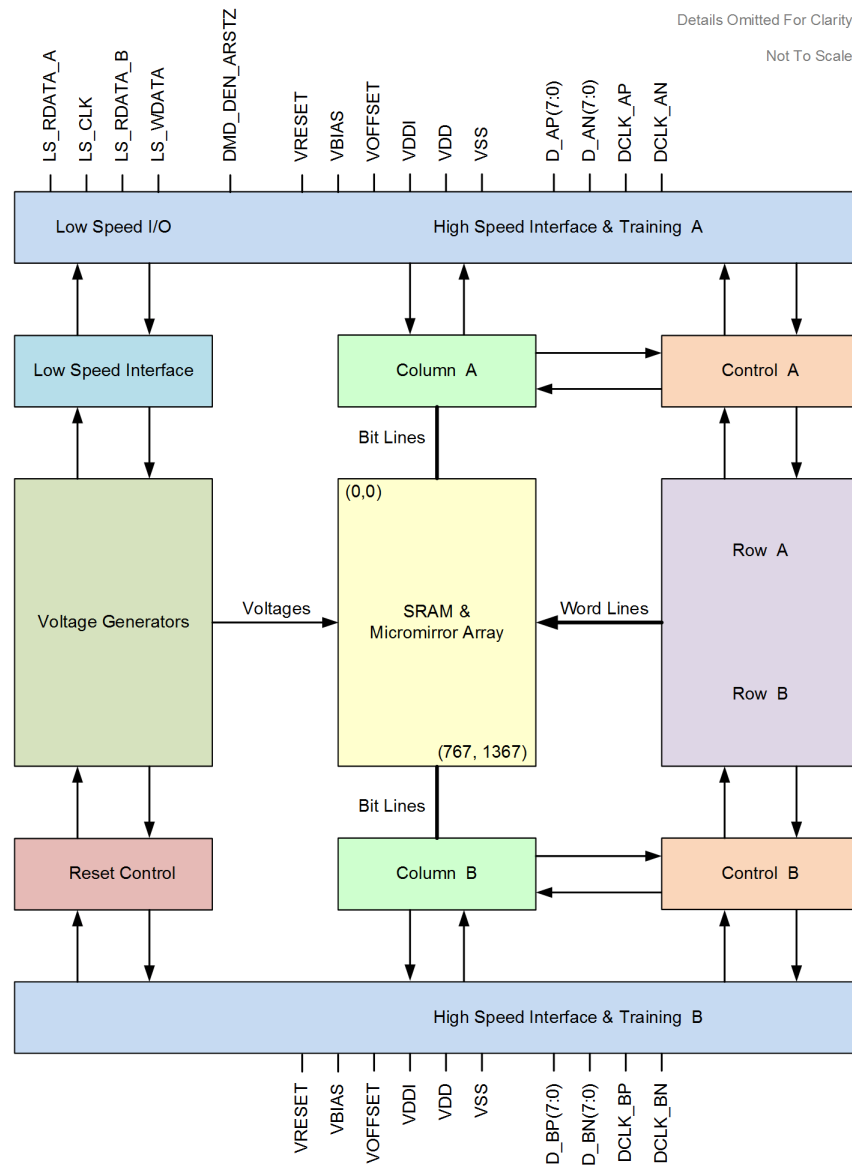 Details Omitted For Clarity
Not To Scale
LS_RDATA_A
LS_CLK
LS_RDATA_B
LS_WDATA
DMD_DEN_ARSTZ
VRESET
VBIAS
VOFFSET
VDDI
VDD
VSS
D_AP(7:0)
D_AN(7:0)
DCLK_AP
DCLK_AN
Low Speed I/O
High Speed Interface & Training A
Low Speed Interface
Column A
Control A
Bit Lines
(0,0)
Row A
Voltage Generators
Voltages
SRAM &
Micromirror Array
Word Lines
Row B
(767, 1367)
Bit Lines
Reset Control
Column B
Control B
High Speed Interface & Training B
VRESET
VBIAS
VOFFSET
VDDI
VDD
VSS
D_BP(7:0)
D_BN(7:0)
DCLK_BP
DCLK_BN